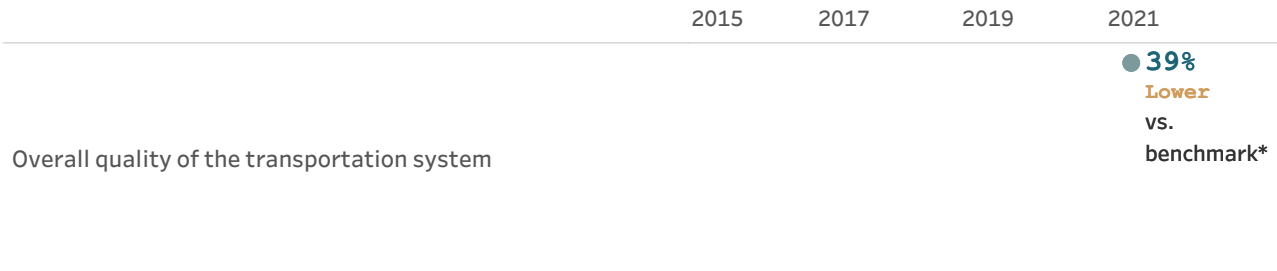 2015 2017 2019 2021
39%
Lower
vs.
benchmark*
Overall quality of the transportation system